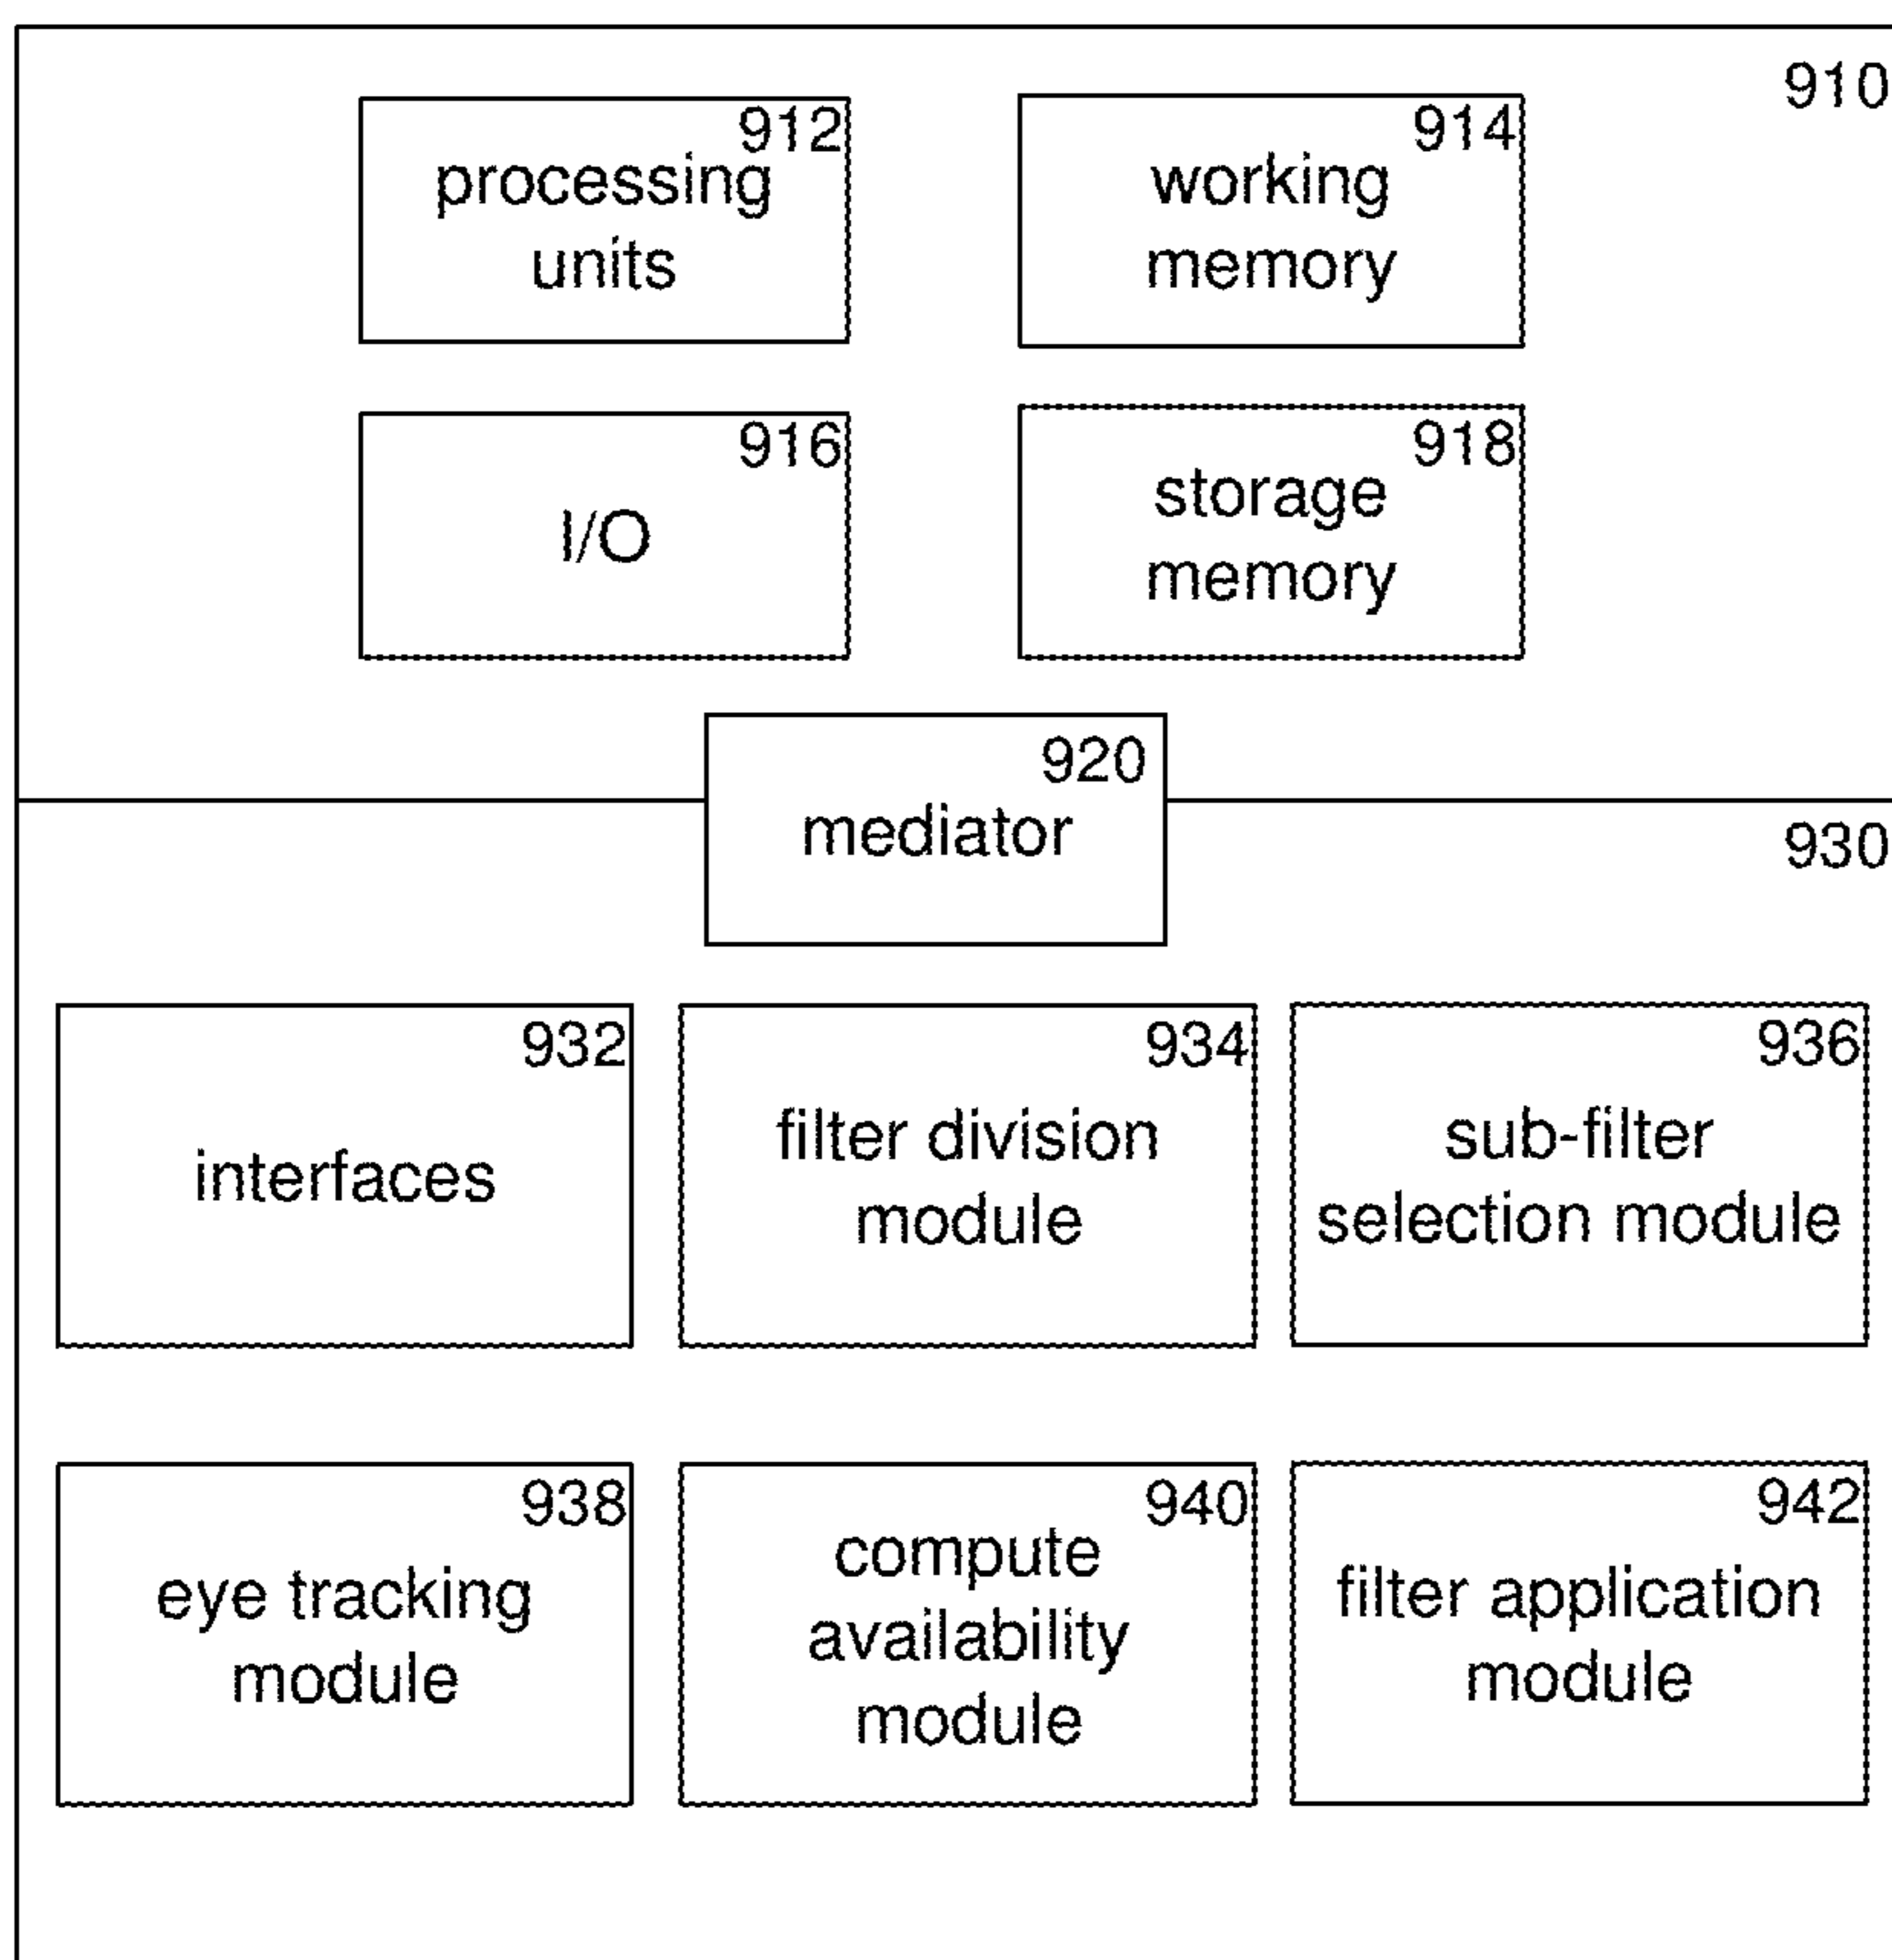 910
912
processing
units
914
working
memory
916
I/O
918
storage
memory
920
mediator
930
932
interfaces
934
filter division
module
936
sub-filter
selection module
938
eye tracking
module
940
compute
availability
module
942
filter application
module